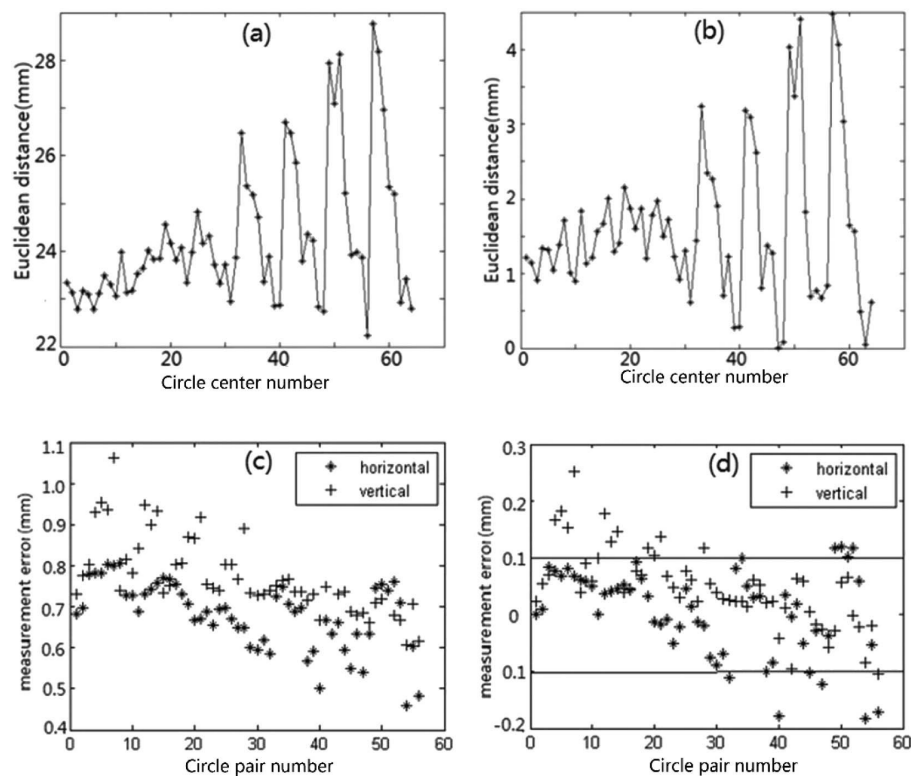 (a)
Euclidean distance(mm)
28
26
24
22
0
20
40
60
Circle center number
(b)
Euclidean distance(mm)
4
3
2
1
0
0
20
40
60
Circle center number
(c)
horizontal
vertical
measurement error(mm)
1.1
1.0
0.9
0.8
0.7
0.6
0.5
0.4
0
10
20
30
40
50
60
Circle pair number
(d)
horizontal
vertical
measurement error(mm)
0.3
0.2
0.1
0
0.1
-0.2
0
10
20
30
40
50
60
Circle pair number